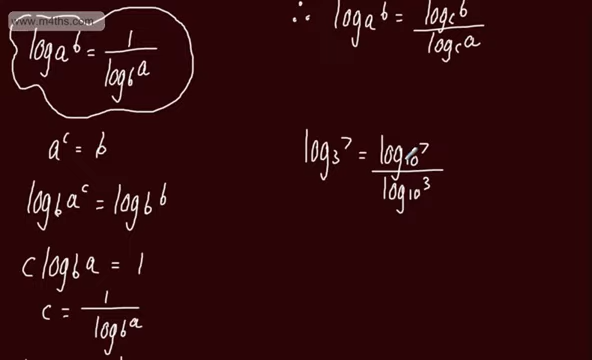 www.m4ths.com
log_a b = 1 / log_b a
a^c = b
log_b a^c = log_b b
c log_b a = 1
c = 1 / log_b a
∴ log_a b = log_c b / log_c a
log_3 7 = log_10 7 / log_10 3